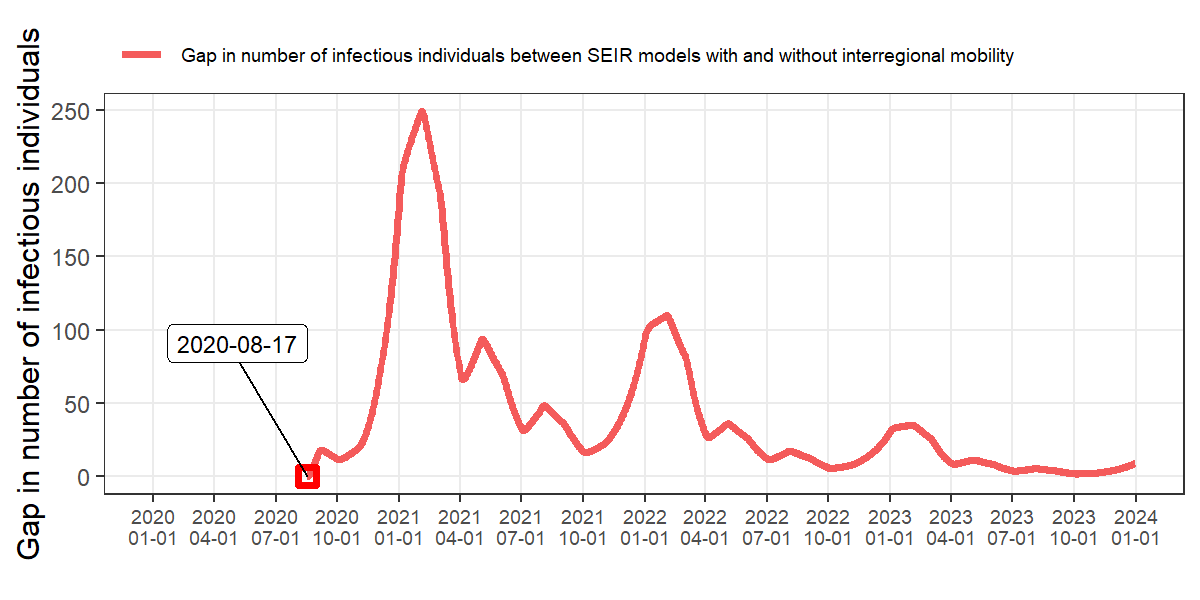 Gap in number of infectious individuals between SEIR models with and without interregional mobility
Gap in number of infectious individuals
250
200
150
100
50
0
2020-08-17
2020 2020 2020 2020 2021 2021 2021 2021 2022 2022 2022 2022 2023 2023 2023 2023 2024
01-01 04-01 07-01 10-01 01-01 04-01 07-01 10-01 01-01 04-01 07-01 10-01 01-01 04-01 07-01 10-01 01-01